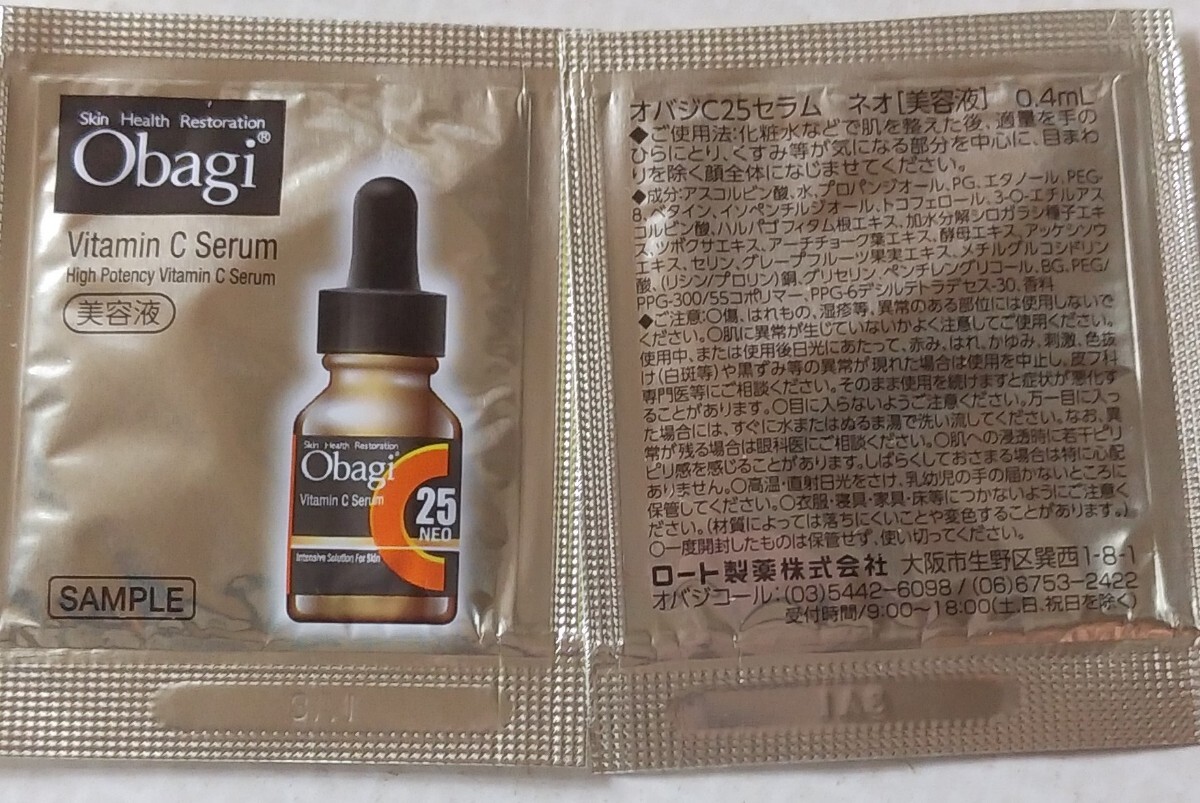 Skin Health Restoration
Obagi®
Vitamin C Serum
High Potency Vitamin C Serum
美容液
Skin Health Restoration
Obagi®
Vitamin C Serum
C
25
NEO
Intensive Solution For Skin
SAMPLE
オバジC25セラム ネオ[美容液] 0.4mL
◆ご使用法:化粧水などで肌を整えた後、適量を手の
ひらにとり、くすみ等が気になる部分を中心に、目まわ
りを除く顔全体になじませてください。
◆成分:アスコルビン酸、水、プロパンジオール、PG、エタノール、PEG-
8、ベタイン、イソペンチルジオール、トコフェロール、3-O-エチルアス
コルビン酸、ハルパゴフィタム根エキス、加水分解シロガラシ種子エキ
ス、ツボクサエキス、アーチチョーク葉エキス、酵母エキス、アッケシソウ
エキス、セリン、グレープフルーツ果実エキス、メチルグルコシドリン
酸、(リシン/プロリン)銅、グリセリン、ペンチレングリコール、BG、PEG/
PPG-300/55コポリマー、PPG-6デシルテトラデセス-30、香料
◆ご注意:〇傷、はれもの、湿疹等、異常のある部位には使用しないで
ください。〇肌に異常が生じていないかよく注意してご使用ください。
使用中、または使用後日光にあたって、赤み、はれ、かゆみ、刺激、色抜
け(白斑等)や黒ずみ等の異常が現れた場合は使用を中止し、皮フ科
専門医等にご相談ください。そのまま使用を続けますと症状が悪化す
ることがあります。〇目に入らないようご注意ください。万一目に入っ
た場合には、すぐに水またはぬるま湯で洗い流してください。なお、異
常が残る場合は眼科医にご相談ください。〇肌への浸透時に若干ピリ
ピリ感を感じることがあります。しばらくしておさまる場合は特に心配
ありません。〇高温・直射日光をさけ、乳幼児の手の届かないところに
保管してください。〇衣服・寝具・家具・床等につかないようにご注意く
ださい。(材質によっては落ちにくいことや変色することがあります。)
〇一度開封したものは保管せず、使い切ってください。
ロート製薬株式会社 大阪市生野区巽西1-8-1
オバジコール:(03)5442-6098/(06)6753-2422
受付時間/9:00~18:00(土、日、祝日を除く)